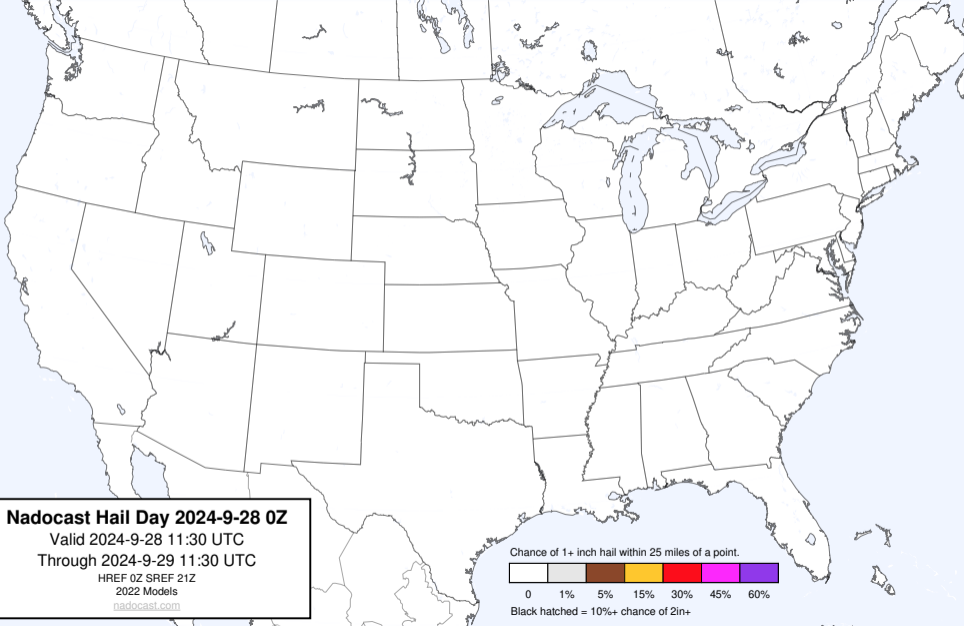 Nadocast Hail Day 2024-9-28 0Z
Valid 2024-9-28 11:30 UTC
Through 2024-9-29 11:30 UTC
HREF 0Z SREF 21Z
2022 Models
nadocast.com
Chance of 1+ inch hail within 25 miles of a point.
0 1% 5% 15% 30% 45% 60%
Black hatched = 10%+ chance of 2in+